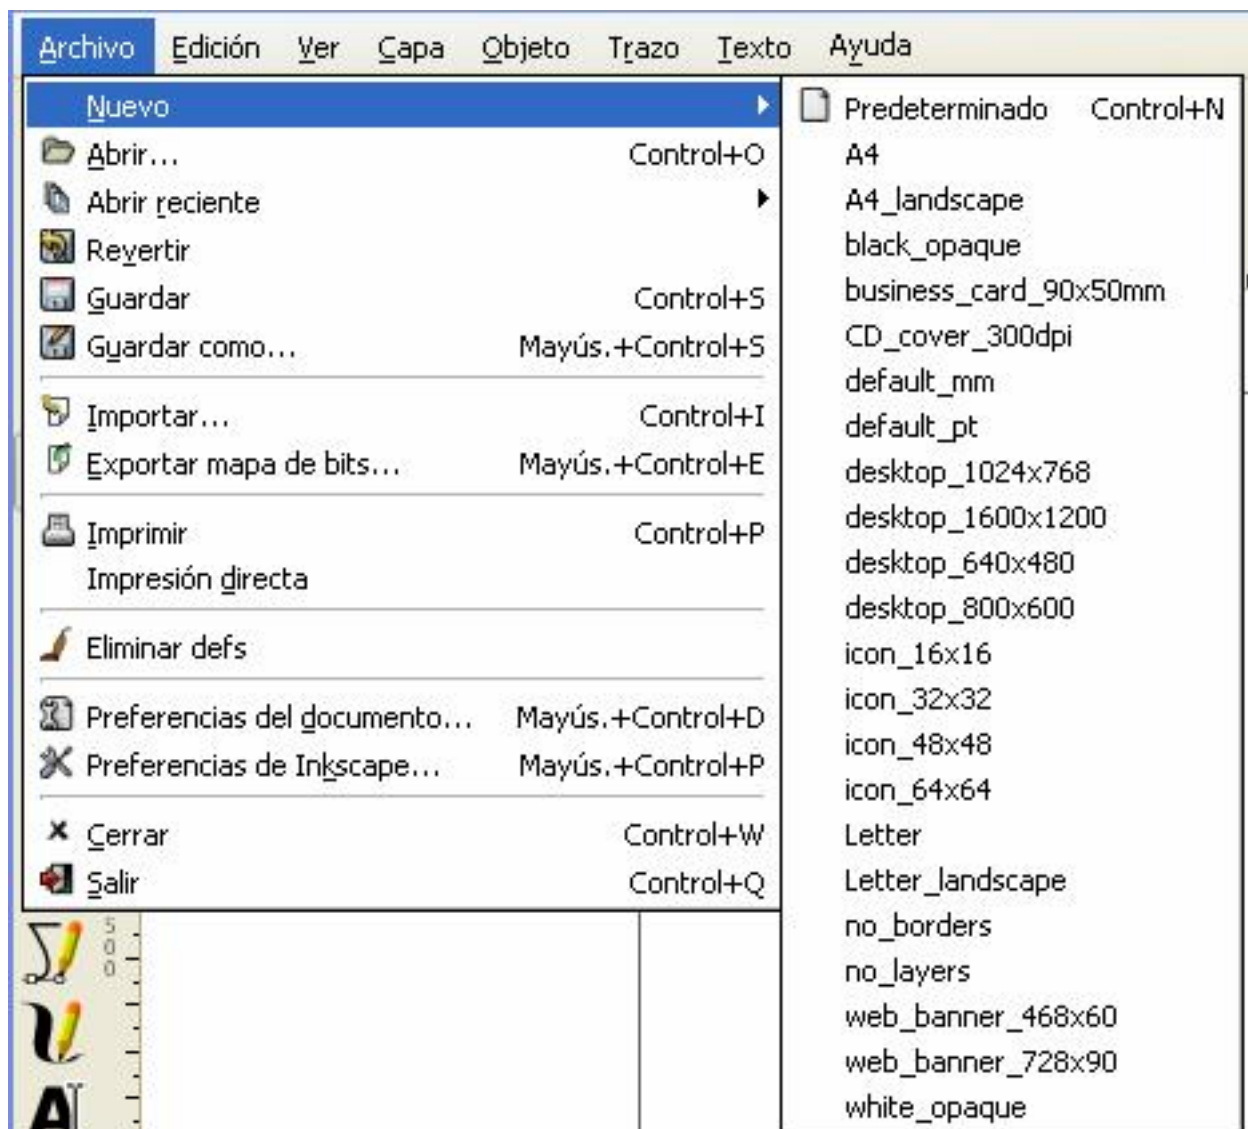 Archivo Edición Ver Capa Objeto Trazo Texto Ayuda
Nuevo
Abrir... Control+O
Abrir reciente
Revertir
Guardar Control+S
Guardar como... Mayús.+Control+S
Importar... Control+I
Exportar mapa de bits... Mayús.+Control+E
Imprimir Control+P
Impresión directa
Eliminar defs
Preferencias del documento... Mayús.+Control+D
Preferencias de Inkscape... Mayús.+Control+P
Cerrar Control+W
Salir Control+Q
Predeterminado Control+N
A4
A4_landscape
black_opaque
business_card_90x50mm
CD_cover_300dpi
default_mm
default_pt
desktop_1024x768
desktop_1600x1200
desktop_640x480
desktop_800x600
icon_16x16
icon_32x32
icon_48x48
icon_64x64
Letter
Letter_landscape
no_borders
no_layers
web_banner_468x60
web_banner_728x90
white_opaque
500
A